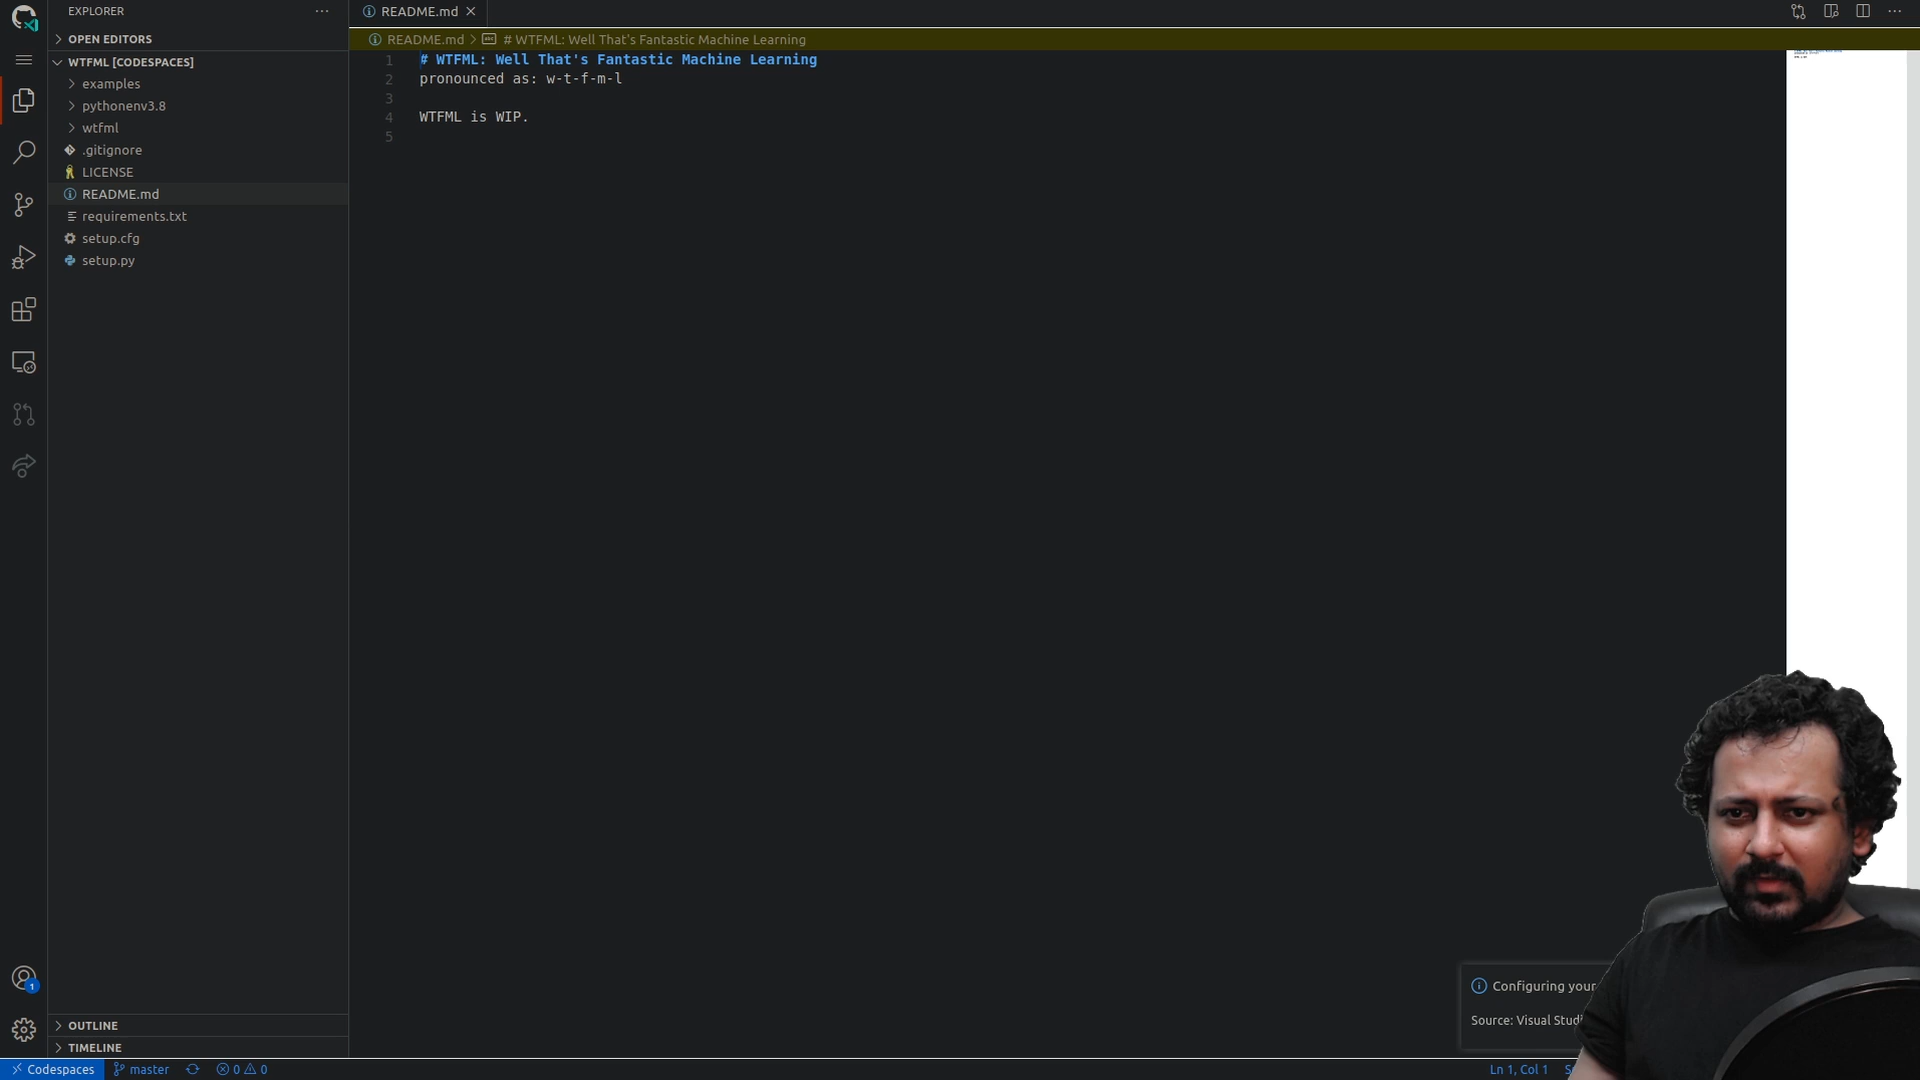 EXPLORER
README.md
OPEN EDITORS
WTFML [CODESPACES]
examples
pythonenv3.8
wtfml
.gitignore
LICENSE
README.md
requirements.txt
setup.cfg
setup.py
README.md > # WTFML: Well That's Fantastic Machine Learning
1 # WTFML: Well That's Fantastic Machine Learning
2 pronounced as: w-t-f-m-l
3
4 WTFML is WIP.
5
Configuring your
Source: Visual Studi
1
OUTLINE
TIMELINE
Codespaces master 0 0 Ln 1, Col 1